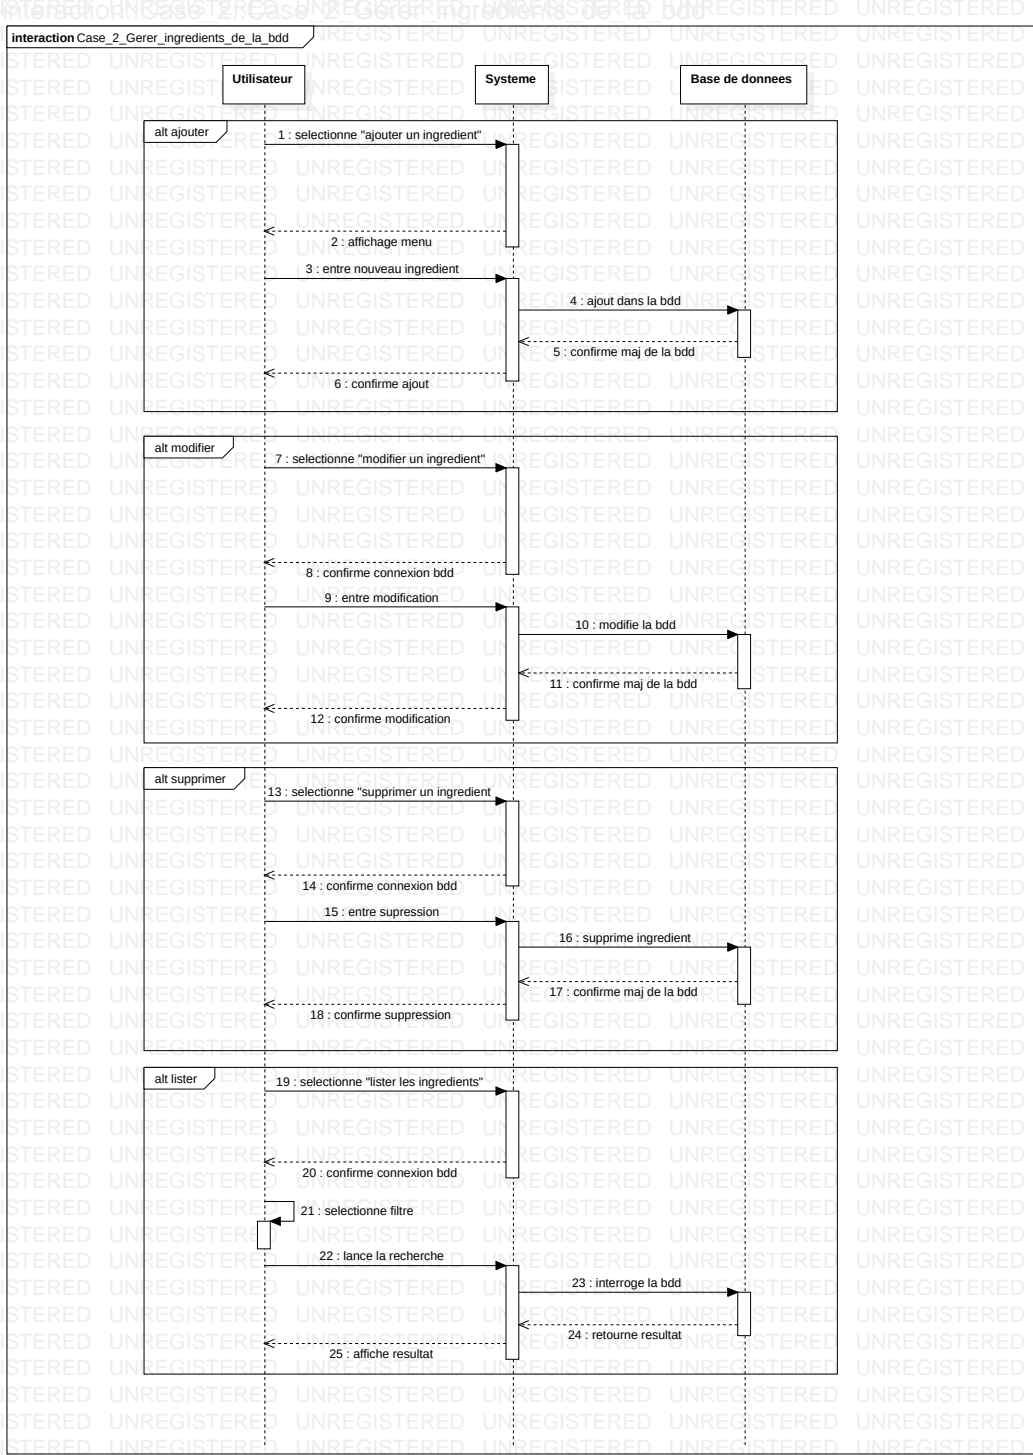 interaction Case_2_Gerer_ingredients_de_la_bdd
Utilisateur
Systeme
Base de donnees
alt ajouter
1 : selectionne "ajouter un ingredient"
2 : affichage menu
3 : entre nouveau ingredient
4 : ajout dans la bdd
5 : confirme maj de la bdd
6 : confirme ajout
alt modifier
7 : selectionne "modifier un ingredient"
8 : confirme connexion bdd
9 : entre modification
10 : modifie la bdd
11 : confirme maj de la bdd
12 : confirme modification
alt supprimer
13 : selectionne "supprimer un ingredient
14 : confirme connexion bdd
15 : entre supression
16 : supprime ingredient
17 : confirme maj de la bdd
18 : confirme suppression
alt lister
19 : selectionne "lister les ingredients"
20 : confirme connexion bdd
21 : selectionne filtre
22 : lance la recherche
23 : interroge la bdd
24 : retourne resultat
25 : affiche resultat
UNREGISTERED